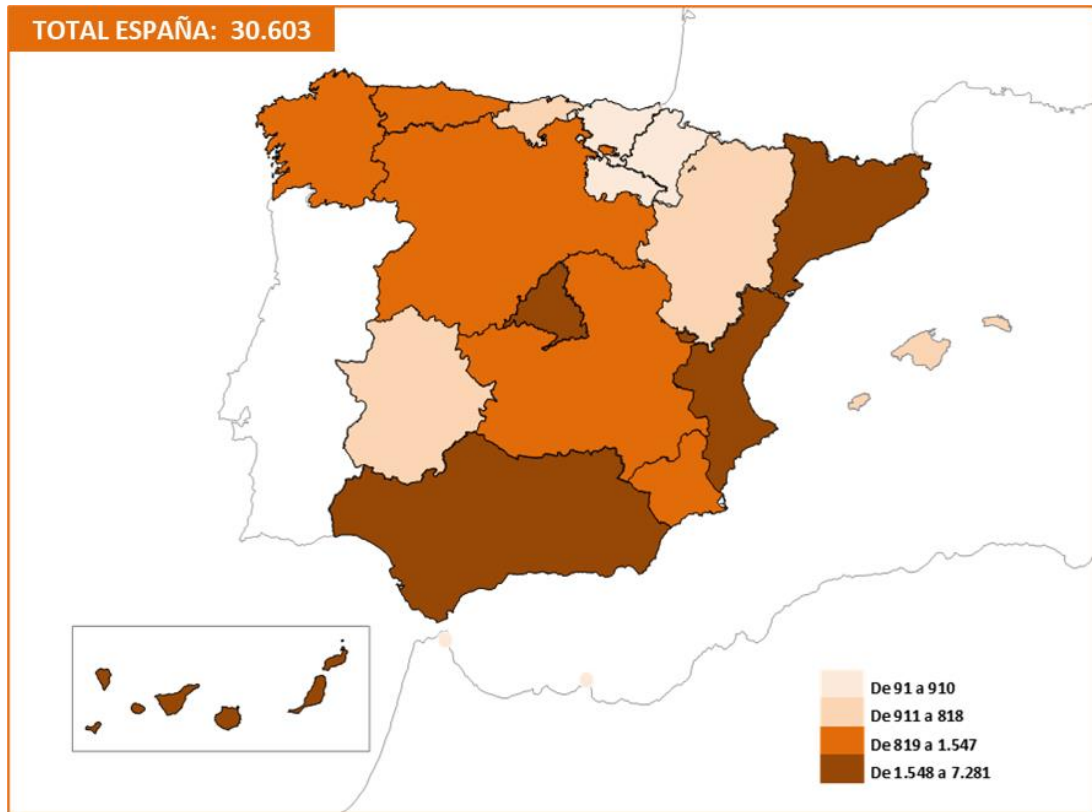 TOTAL ESPAÑA: 30.603
De 91 a 910
De 911 a 818
De 819 a 1.547
De 1.548 a 7.281